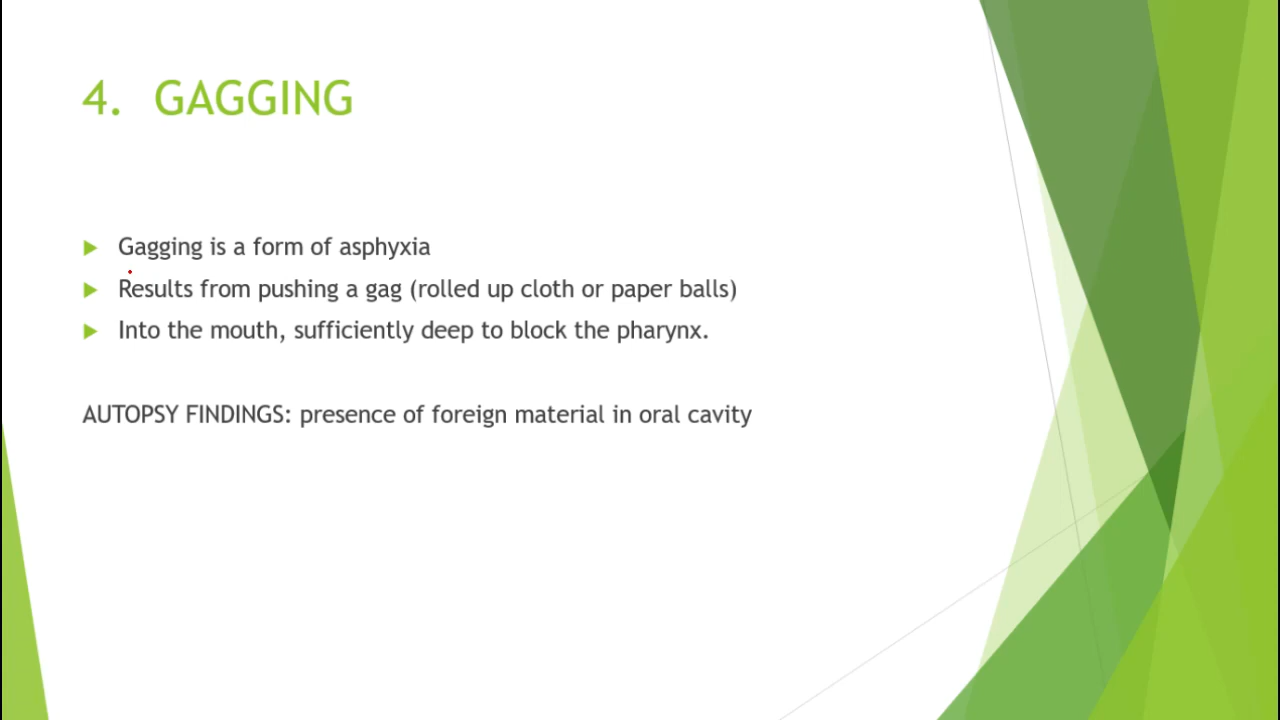 4. GAGGING
Gagging is a form of asphyxia
Results from pushing a gag (rolled up cloth or paper balls)
Into the mouth, sufficiently deep to block the pharynx.
AUTOPSY FINDINGS: presence of foreign material in oral cavity